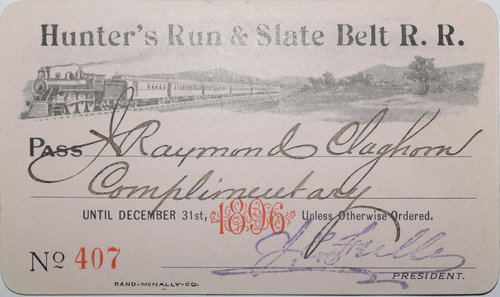 Hunter's Run & Slate Belt R. R.
PASS J Raymond Claghorn
Complimentary
UNTIL DECEMBER 31st, 1896 Unless Otherwise Ordered.
No 407
PRESIDENT.
RAND-McNALLY-CO.